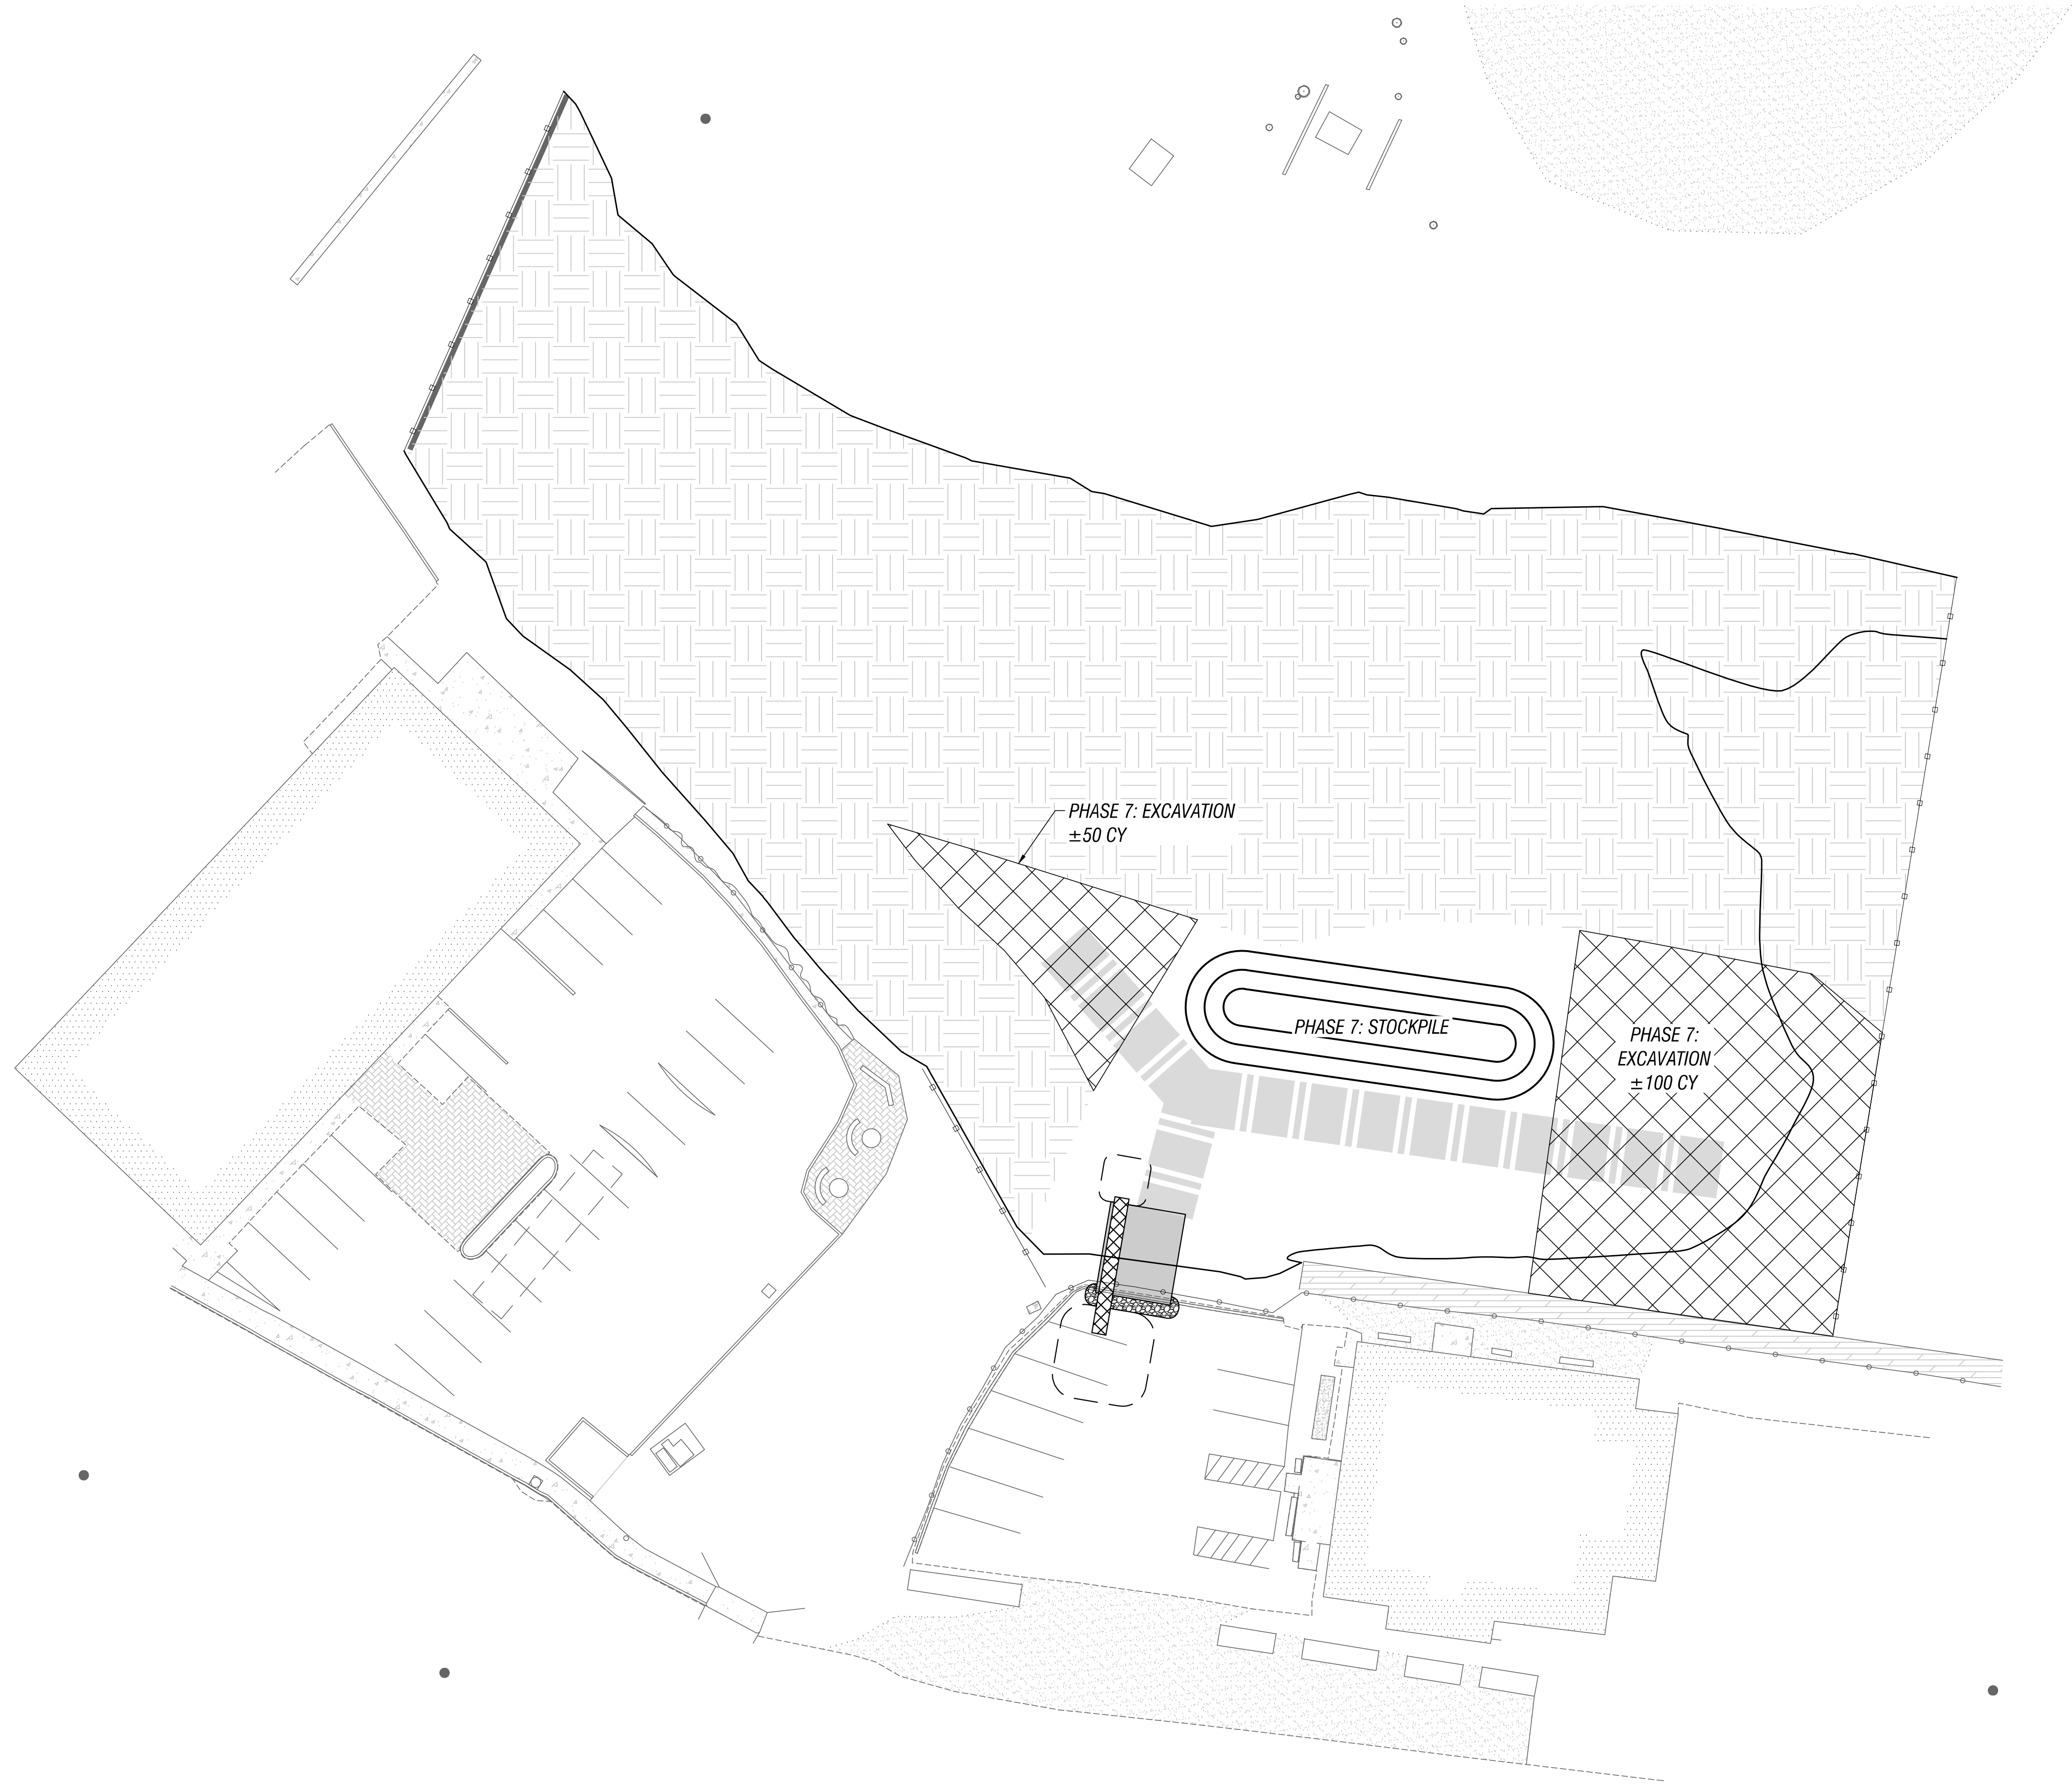 PHASE 7: EXCAVATION
±50 CY
PHASE 7: STOCKPILE
PHASE 7:
EXCAVATION
±100 CY